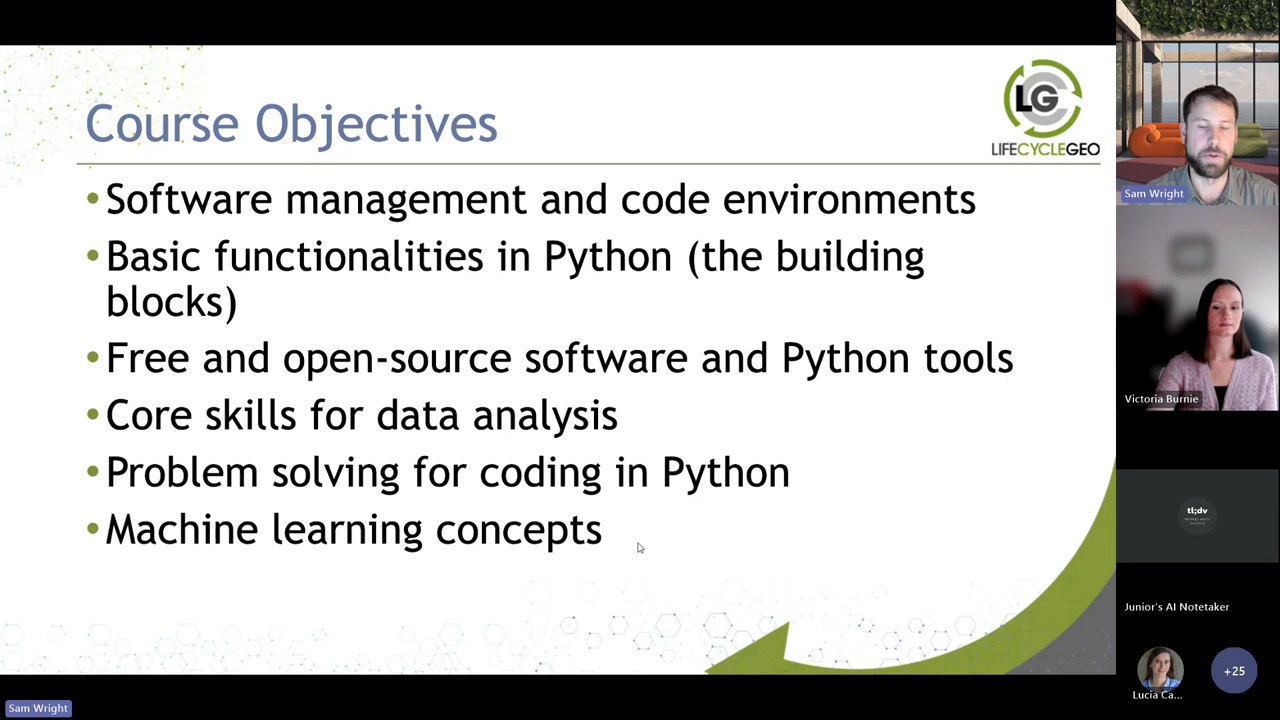 Course Objectives
LG
LIFECYCLEGEO
•Software management and code environments
•Basic functionalities in Python (the building
blocks)
•Free and open-source software and Python tools
•Core skills for data analysis
•Problem solving for coding in Python
•Machine learning concepts
Sam Wright
Sam Wright
Victoria Burnie
tl;dv
Junior's AI Notetaker
Lucia Ca...
+25